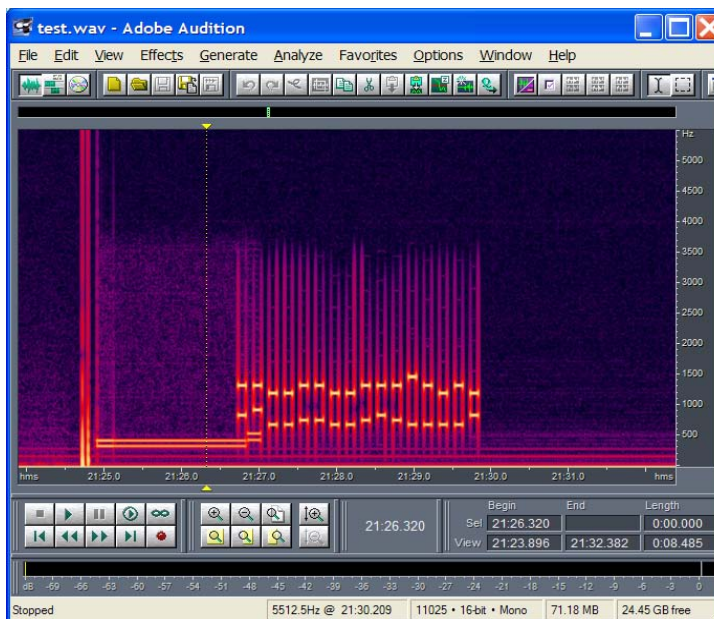 test.wav - Adobe Audition
File Edit View Effects Generate Analyze Favorites Options Window Help
Hz
5000
4500
4000
3500
3000
2500
2000
1500
1000
500
hms 21:25.0 21:26.0 21:27.0 21:28.0 21:29.0 21:30.0 21:31.0 hms
Begin End Length
21:26.320
Sel 21:26.320 0:00.000
View 21:23.896 21:32.382 0:08.485
dB -69 -66 -63 -60 -57 -54 -51 -48 -45 -42 -39 -36 -33 -30 -27 -24 -21 -18 -15 -12 -9 -6 -3 0
Stopped 5512.5Hz @ 21:30.209 11025 • 16-bit • Mono 71.18 MB 24.45 GB free